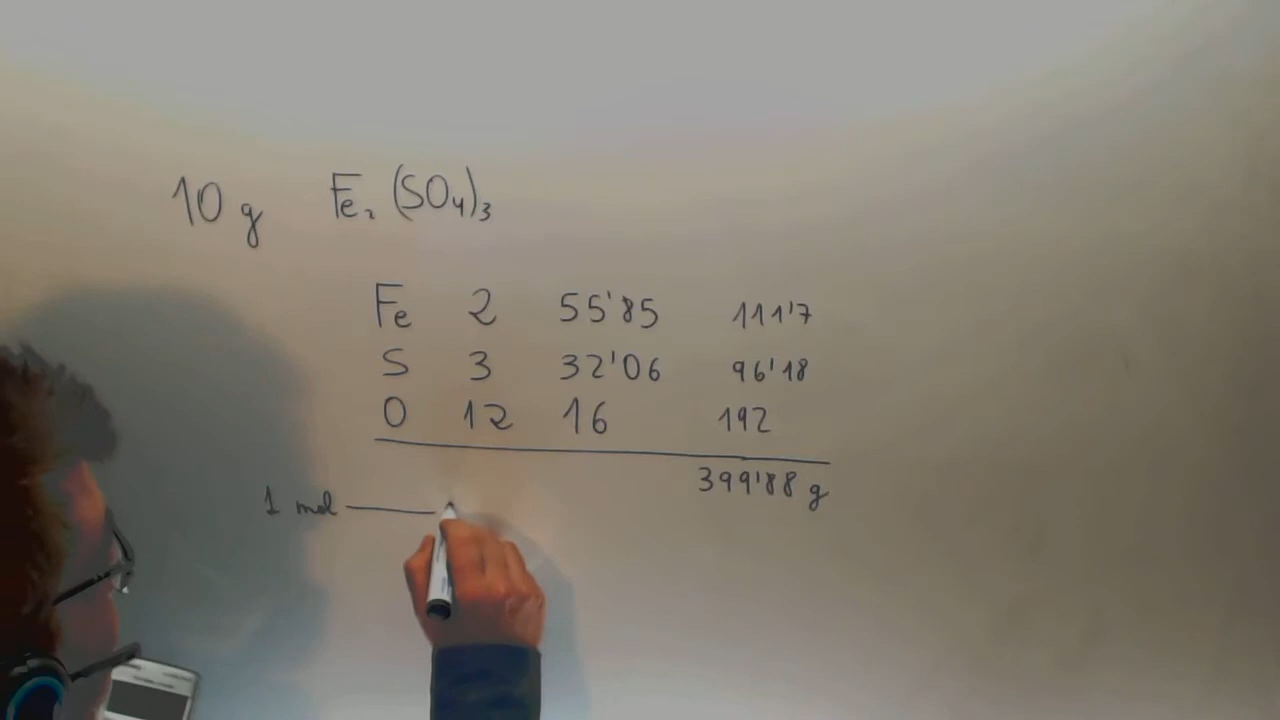 10 g Fe₂ (SO₄)₃
Fe 2 55'85 111'7
S 3 32'06 96'18
O 12 16 192
399'88 g
1 mol